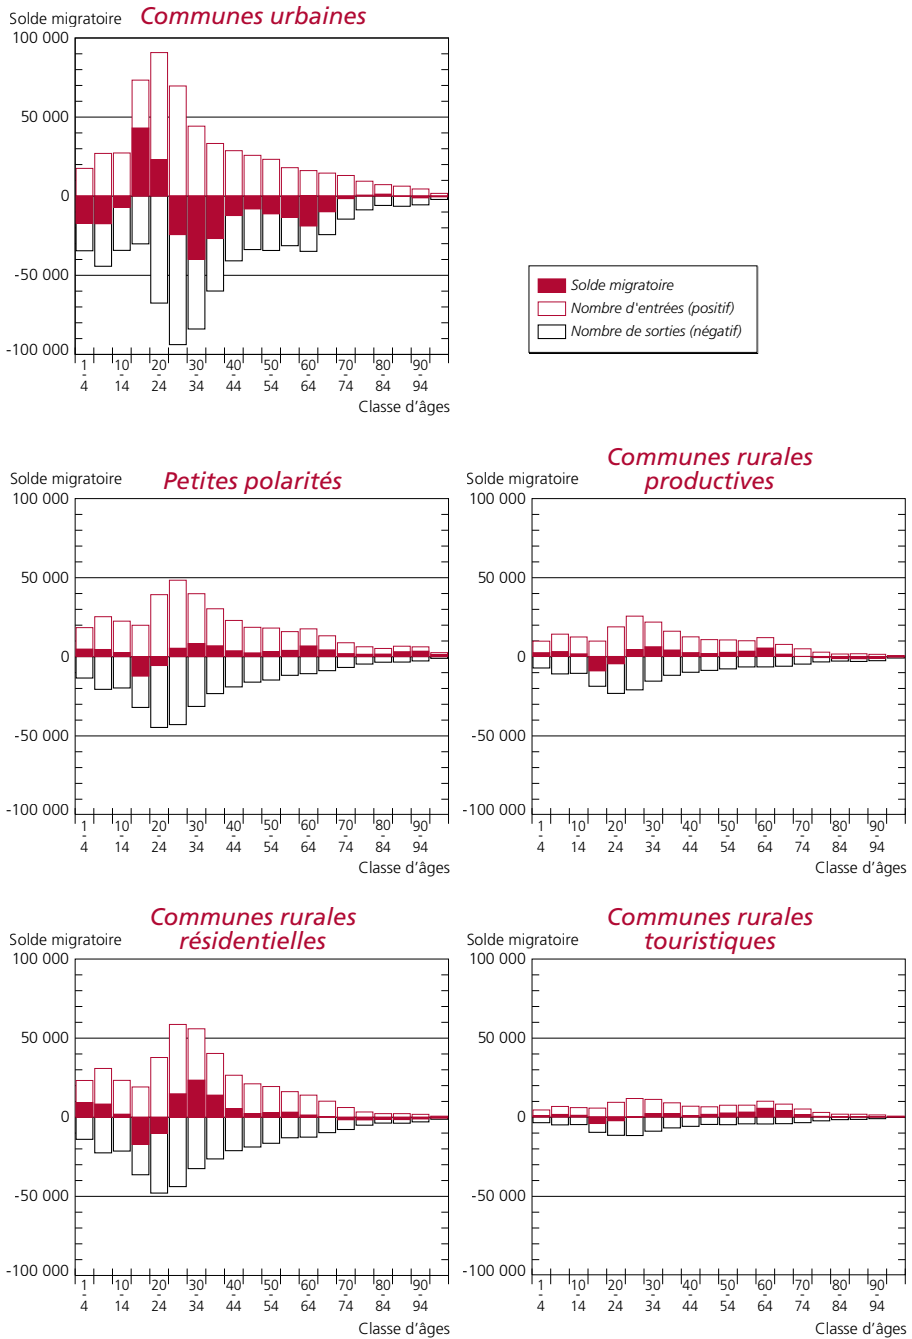 Communes urbaines
Solde migratoire
100 000
50 000
0
-50 000
-100 000
1 - 4
10 - 14
20 - 24
30 - 34
40 - 44
50 - 54
60 - 64
70 - 74
80 - 84
90 - 94
Classe d'âges
Solde migratoire
Nombre d'entrées (positif)
Nombre de sorties (négatif)
Petites polarités
Solde migratoire
100 000
50 000
0
-50 000
-100 000
1 - 4
10 - 14
20 - 24
30 - 34
40 - 44
50 - 54
60 - 64
70 - 74
80 - 84
90 - 94
Classe d'âges
Communes rurales
productives
Solde migratoire
100 000
50 000
0
-50 000
-100 000
1 - 4
10 - 14
20 - 24
30 - 34
40 - 44
50 - 54
60 - 64
70 - 74
80 - 84
90 - 94
Classe d'âges
Communes rurales
résidentielles
Solde migratoire
100 000
50 000
0
-50 000
-100 000
1 - 4
10 - 14
20 - 24
30 - 34
40 - 44
50 - 54
60 - 64
70 - 74
80 - 84
90 - 94
Classe d'âges
Communes rurales
touristiques
Solde migratoire
100 000
50 000
0
-50 000
-100 000
1 - 4
10 - 14
20 - 24
30 - 34
40 - 44
50 - 54
60 - 64
70 - 74
80 - 84
90 - 94
Classe d'âges